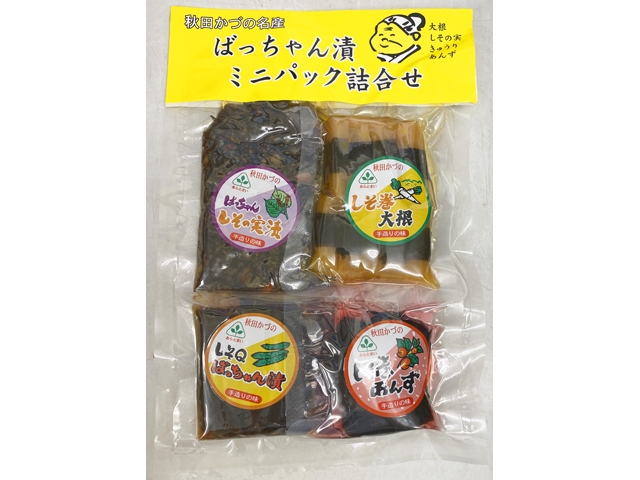 秋田かづの名産
ばっちゃん漬
ミニパック詰合せ
大根
しその実
きゅうり
あんず
秋田かづの
ばっちゃん
しその実漬
手造りの味
秋田かづの
しそ巻
大根
手造りの味
秋田かづの
しそQ
ばっちゃん漬
手造りの味
秋田かづの
あんず
手造りの味